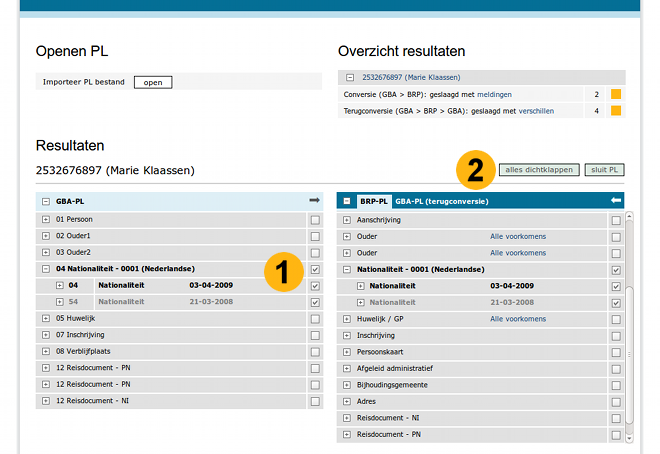 Openen PL
Importeer PL bestand open
Overzicht resultaten
2532676897 (Marie Klaassen)
Conversie (GBA > BRP): geslaagd met meldingen 2
Terugconversie (GBA > BRP > GBA): geslaagd met verschillen 4
Resultaten
2532676897 (Marie Klaassen)
2
alles dichtklappen sluit PL
GBA-PL
01 Persoon
02 Ouder1
03 Ouder2
04 Nationaliteit - 0001 (Nederlandse)
1
04 Nationaliteit 03-04-2009
54 Nationaliteit 21-03-2008
05 Huwelijk
07 Inschrijving
08 Verblijfplaats
12 Reisdocument - PN
12 Reisdocument - PN
12 Reisdocument - NI
BRP-PL GBA-PL (terugconversie)
Aanschrijving
Ouder Alle voorkomens
Ouder Alle voorkomens
Nationaliteit - 0001 (Nederlandse)
Nationaliteit 03-04-2009
Nationaliteit 21-03-2008
Huwelijk / GP Alle voorkomens
Inschrijving
Persoonskaart
Afgeleid administratief
Bijhoudingsgemeente
Adres
Reisdocument - NI
Reisdocument - PN